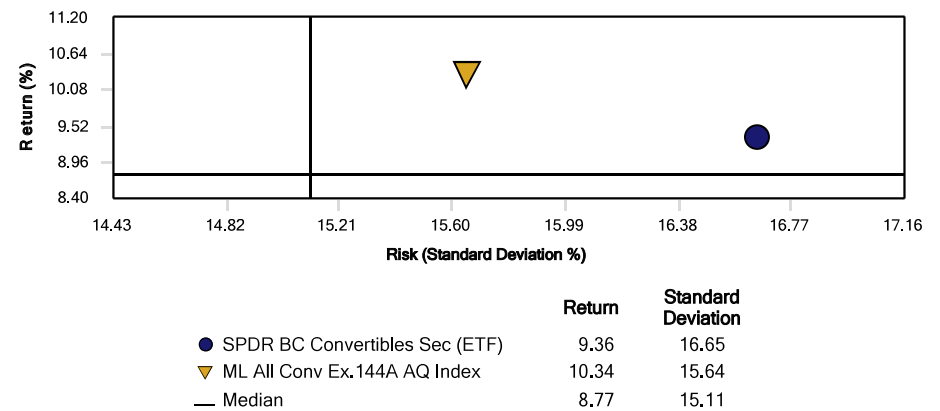 11.20
10.64
10.08
9.52
8.96
8.40
Return (%)
14.43 14.82 15.21 15.60 15.99 16.38 16.77 17.16
Risk (Standard Deviation %)
Return Standard Deviation
SPDR BC Convertibles Sec (ETF) 9.36 16.65
ML All Conv Ex.144A AQ Index 10.34 15.64
Median 8.77 15.11